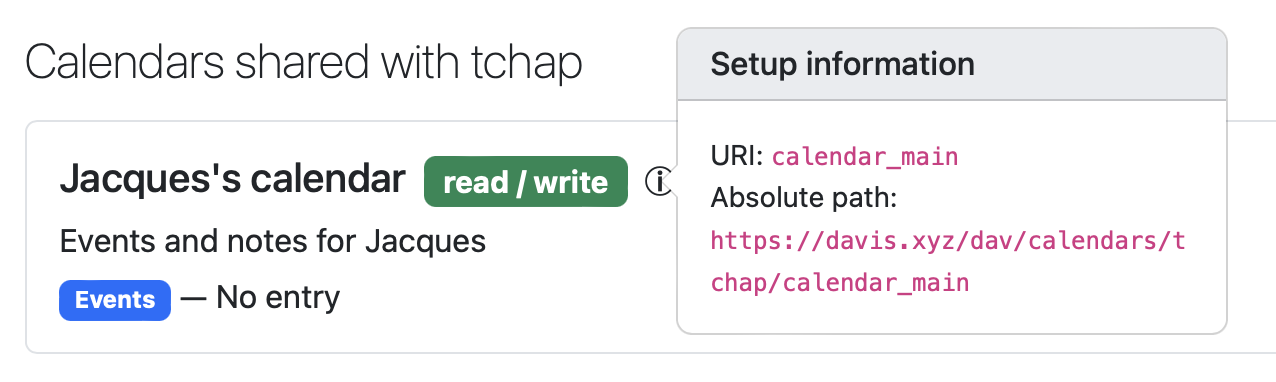 Calendars shared with tchap
Jacques's calendar read / write
Events and notes for Jacques
Events — No entry
Setup information
URI: calendar_main
Absolute path:
https://davis.xyz/dav/calendars/t
chap/calendar_main